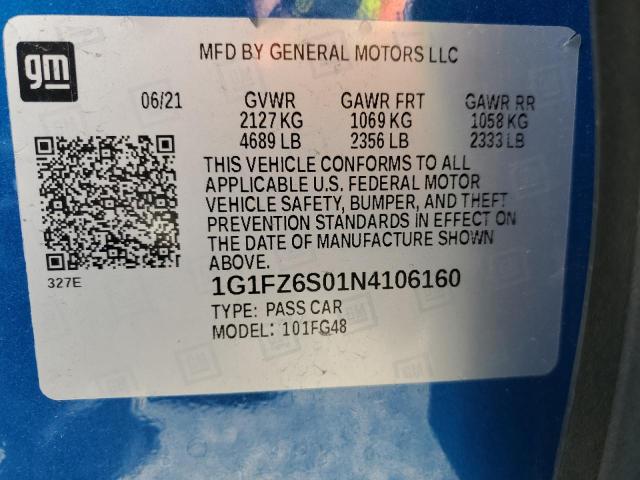 gm
MFD BY GENERAL MOTORS LLC
06/21 GVWR GAWR FRT GAWR RR
2127 KG 1069 KG 1058 KG
4689 LB 2356 LB 2333 LB
THIS VEHICLE CONFORMS TO ALL
APPLICABLE U.S. FEDERAL MOTOR
VEHICLE SAFETY, BUMPER, AND THEFT
PREVENTION STANDARDS IN EFFECT ON
THE DATE OF MANUFACTURE SHOWN
ABOVE.
327E
1G1FZ6S01N4106160
TYPE: PASS CAR
MODEL: 101FG48